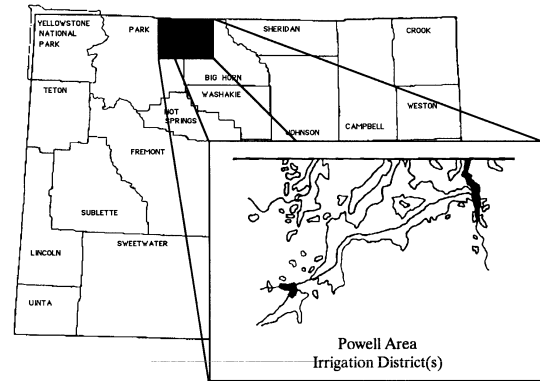 YELLOWSTONE
NATIONAL
PARK
PARK
SHERIDAN
CROOK
BIG HORN
TETON
WASHAKIE
HOT
SPRINGS
WESTON
JOHNSON
CAMPBELL
FREMONT
SUBLETTE
SWEETWATER
LINCOLN
UINTA
Powell Area
Irrigation District(s)